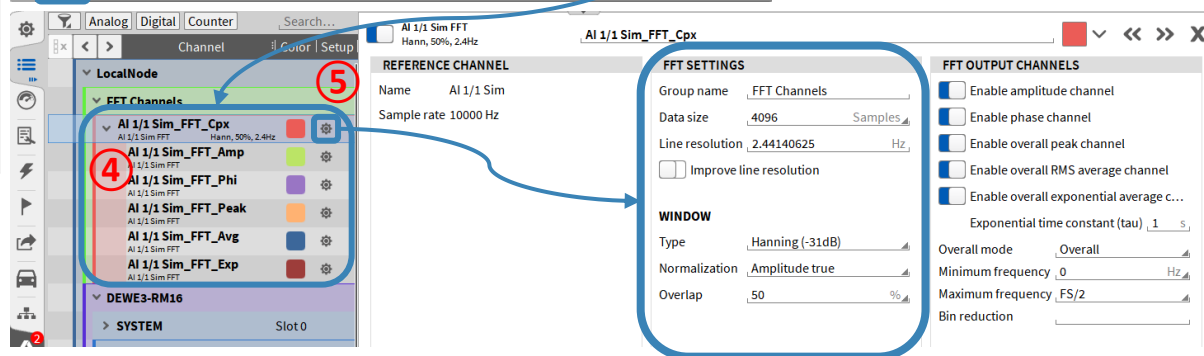 Analog Digital Counter Search...
Channel Color Setup
LocalNode
FFT Channels
AI 1/1 Sim_FFT_Cpx
AI 1/1 Sim FFT Hann, 50%, 2.4Hz
AI 1/1 Sim_FFT_Amp
AI 1/1 Sim FFT
AI 1/1 Sim_FFT_Phi
AI 1/1 Sim FFT
AI 1/1 Sim_FFT_Peak
AI 1/1 Sim FFT
AI 1/1 Sim_FFT_Avg
AI 1/1 Sim FFT
AI 1/1 Sim_FFT_Exp
AI 1/1 Sim FFT
DEWE3-RM16
SYSTEM Slot 0
④
⑤
2
AI 1/1 Sim FFT
Hann, 50%, 2.4Hz
AI 1/1 Sim_FFT_Cpx
X
REFERENCE CHANNEL
Name AI 1/1 Sim
Sample rate 10000 Hz
FFT SETTINGS
Group name FFT Channels
Data size 4096 Samples
Line resolution 2.44140625 Hz
Improve line resolution
WINDOW
Type Hanning (-31dB)
Normalization Amplitude true
Overlap 50 %
FFT OUTPUT CHANNELS
Enable amplitude channel
Enable phase channel
Enable overall peak channel
Enable overall RMS average channel
Enable overall exponential average c...
Exponential time constant (tau) 1 s
Overall mode Overall
Minimum frequency 0 Hz
Maximum frequency FS/2
Bin reduction